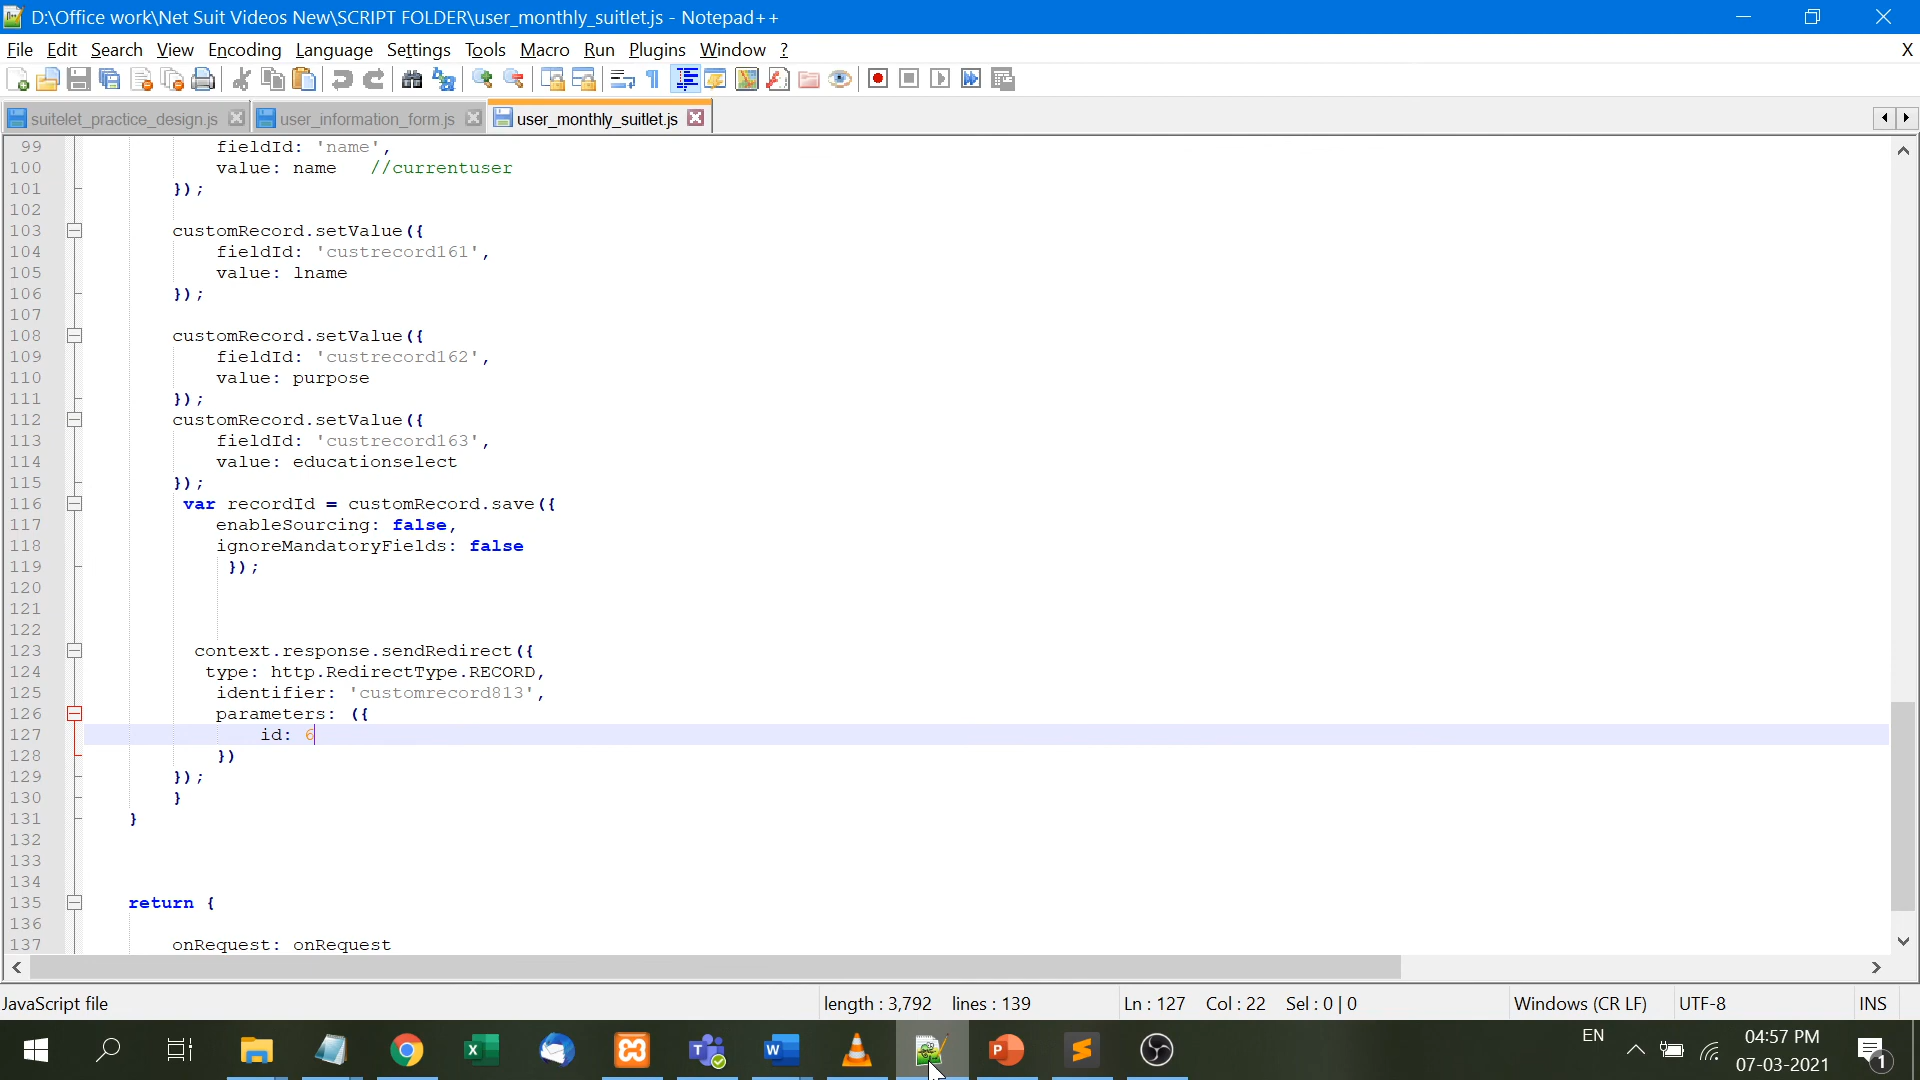 D:\Office work\Net Suit Videos New\SCRIPT FOLDER\user_monthly_suitlet.js - Notepad++
File Edit Search View Encoding Language Settings Tools Macro Run Plugins Window ? X
suitelet_practice_design.js user_information_form.js user_monthly_suitlet.js
99 fieldId: 'name',
100 value: name //currentuser
101 });
102
103 customRecord.setValue({
104 fieldId: 'custrecord161',
105 value: lname
106 });
107
108 customRecord.setValue({
109 fieldId: 'custrecord162',
110 value: purpose
111 });
112 customRecord.setValue({
113 fieldId: 'custrecord163',
114 value: educationselect
115 });
116 var recordId = customRecord.save({
117 enableSourcing: false,
118 ignoreMandatoryFields: false
119 });
120
121
122
123 context.response.sendRedirect({
124 type: http.RedirectType.RECORD,
125 identifier: 'customrecord813',
126 parameters: ({
127 id: 6
128 })
129 });
130 }
131 }
132
133
134
135 return {
136
137 onRequest: onRequest
JavaScript file length : 3,792 lines : 139 Ln : 127 Col : 22 Sel : 0 | 0 Windows (CR LF) UTF-8 INS
EN 04:57 PM
07-03-2021 1